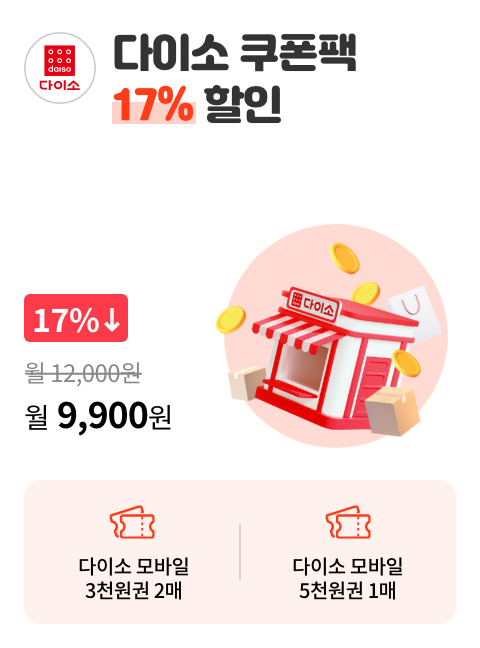 daiso
다이소
다이소 쿠폰팩
17% 할인
다이소
17%↓
월 12,000원
월 9,900원
다이소 모바일
3천원권 2매
다이소 모바일
5천원권 1매